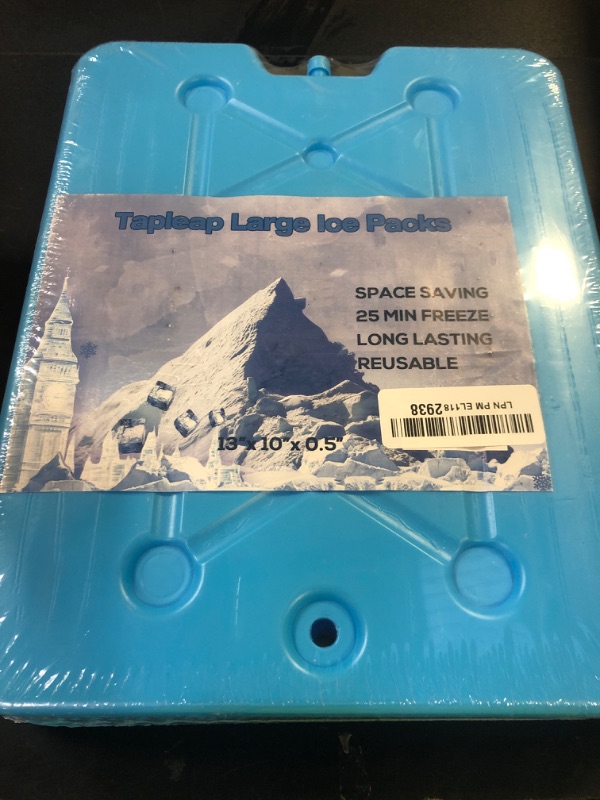 Tapleap Large Ice Packs
SPACE SAVING
25 MIN FREEZE
LONG LASTING
REUSABLE
LPN PM EL118 2938
13"x 10"x 0.5"